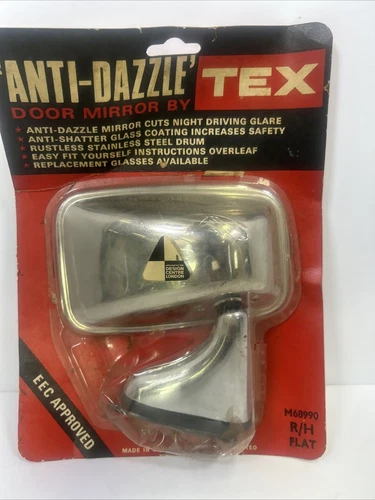 'ANTI-DAZZLE'
TEX
DOOR MIRROR BY
★ ANTI-DAZZLE MIRROR CUTS NIGHT DRIVING GLARE
★ ANTI-SHATTER GLASS COATING INCREASES SAFETY
★ RUSTLESS STAINLESS STEEL DRUM
★ EASY FIT YOURSELF INSTRUCTIONS OVERLEAF
★ REPLACEMENT GLASSES AVAILABLE
DESIGN
CENTRE
LONDON
EEC APPROVED
M68990
R/H
FLAT
MADE IN